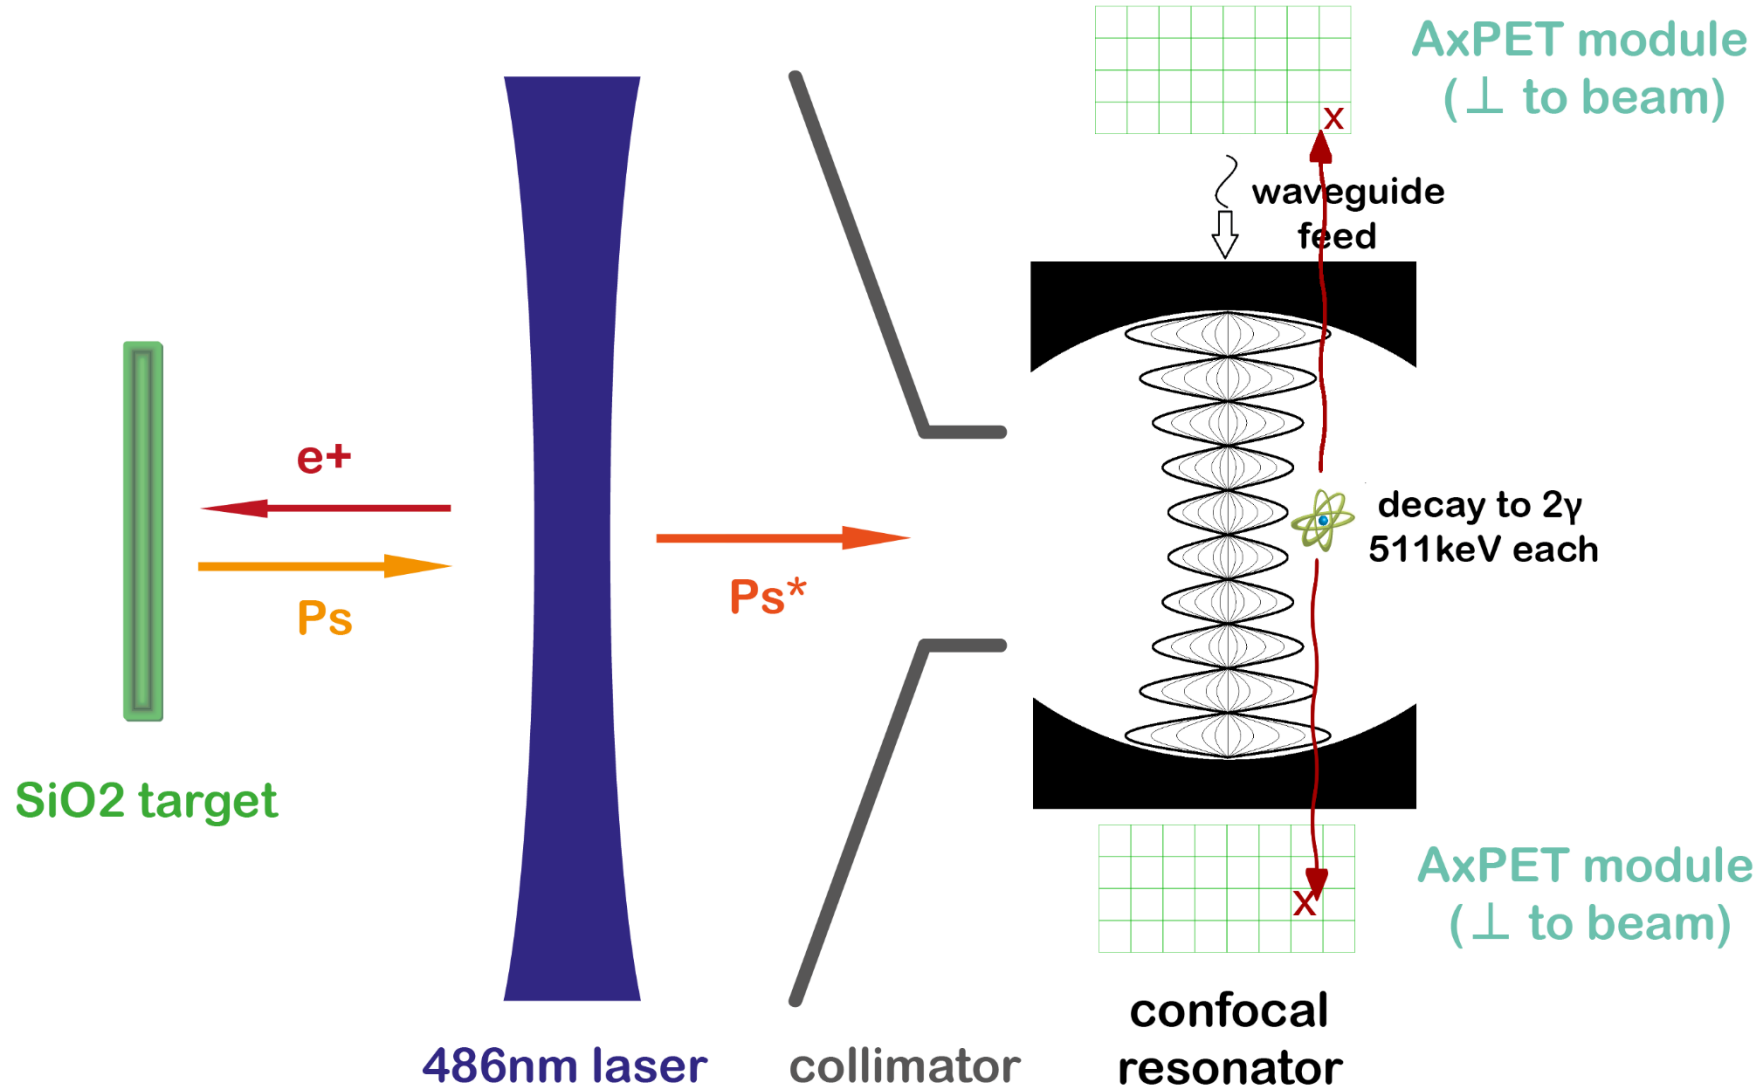 AxPET module
(⊥ to beam)
x
waveguide
feed
e+
Ps
Ps*
decay to 2γ
511keV each
SiO2 target
x
AxPET module
(⊥ to beam)
486nm laser
collimator
confocal
resonator